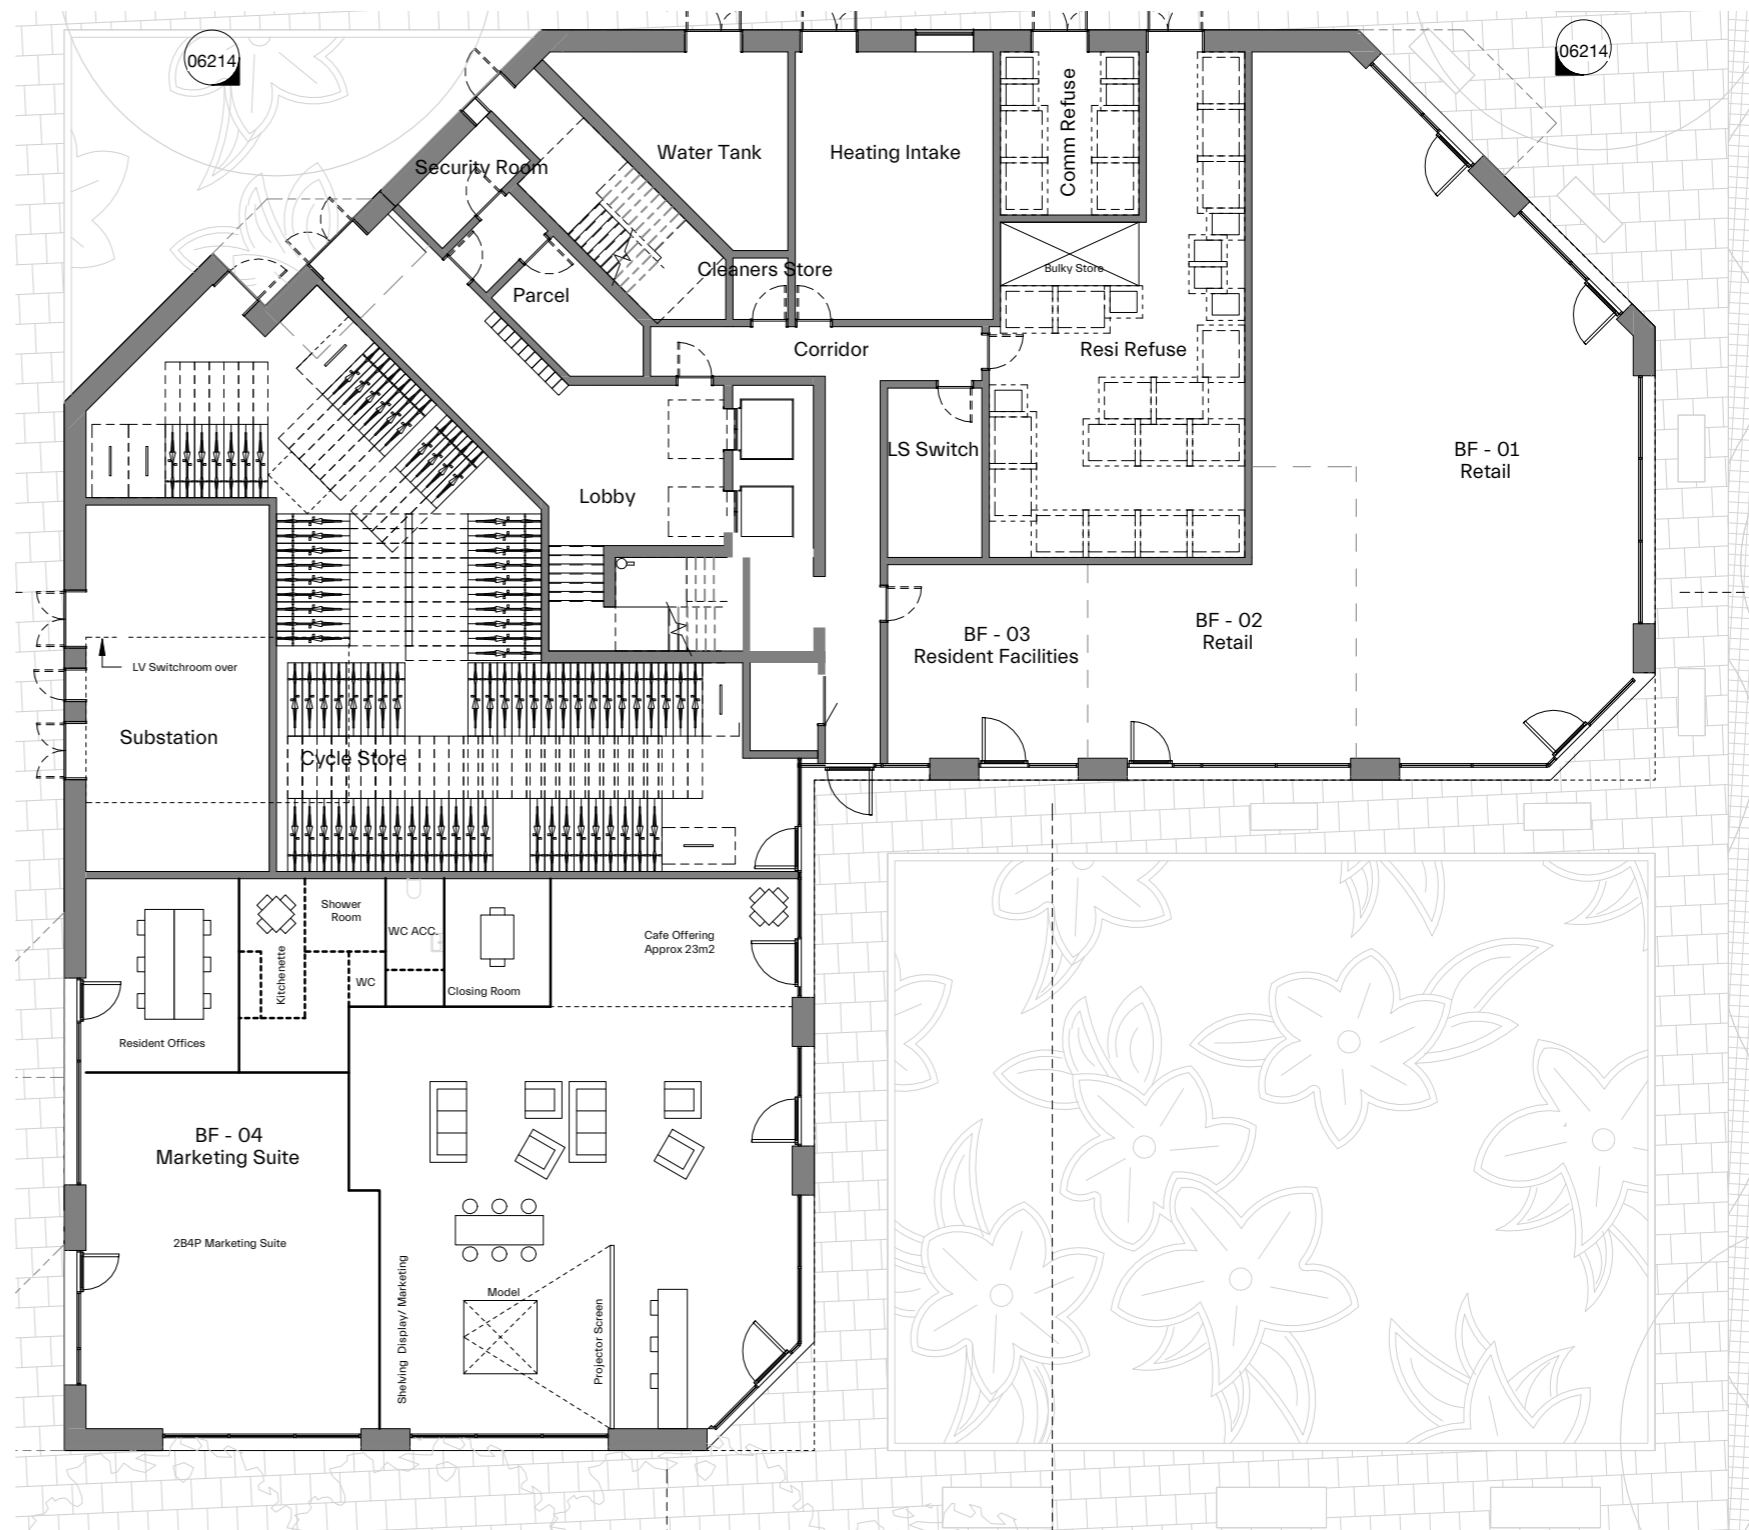 06214
06214
Comm Refuse
Water Tank
Heating Intake
Security Room
Cleaners Store
Bulky Store
Parcel
Corridor
Resi Refuse
LS Switch
BF - 01
Retail
Lobby
BF - 02
Retail
BF - 03
Resident Facilities
LV Switchroom over
Substation
Cycle Store
Shower
Room
WC ACC.
Cafe Offering
Approx 23m2
Kitchenette
WC
Closing Room
Resident Offices
BF - 04
Marketing Suite
2B4P Marketing Suite
Shelving Display/ Marketing
Model
Projector Screen